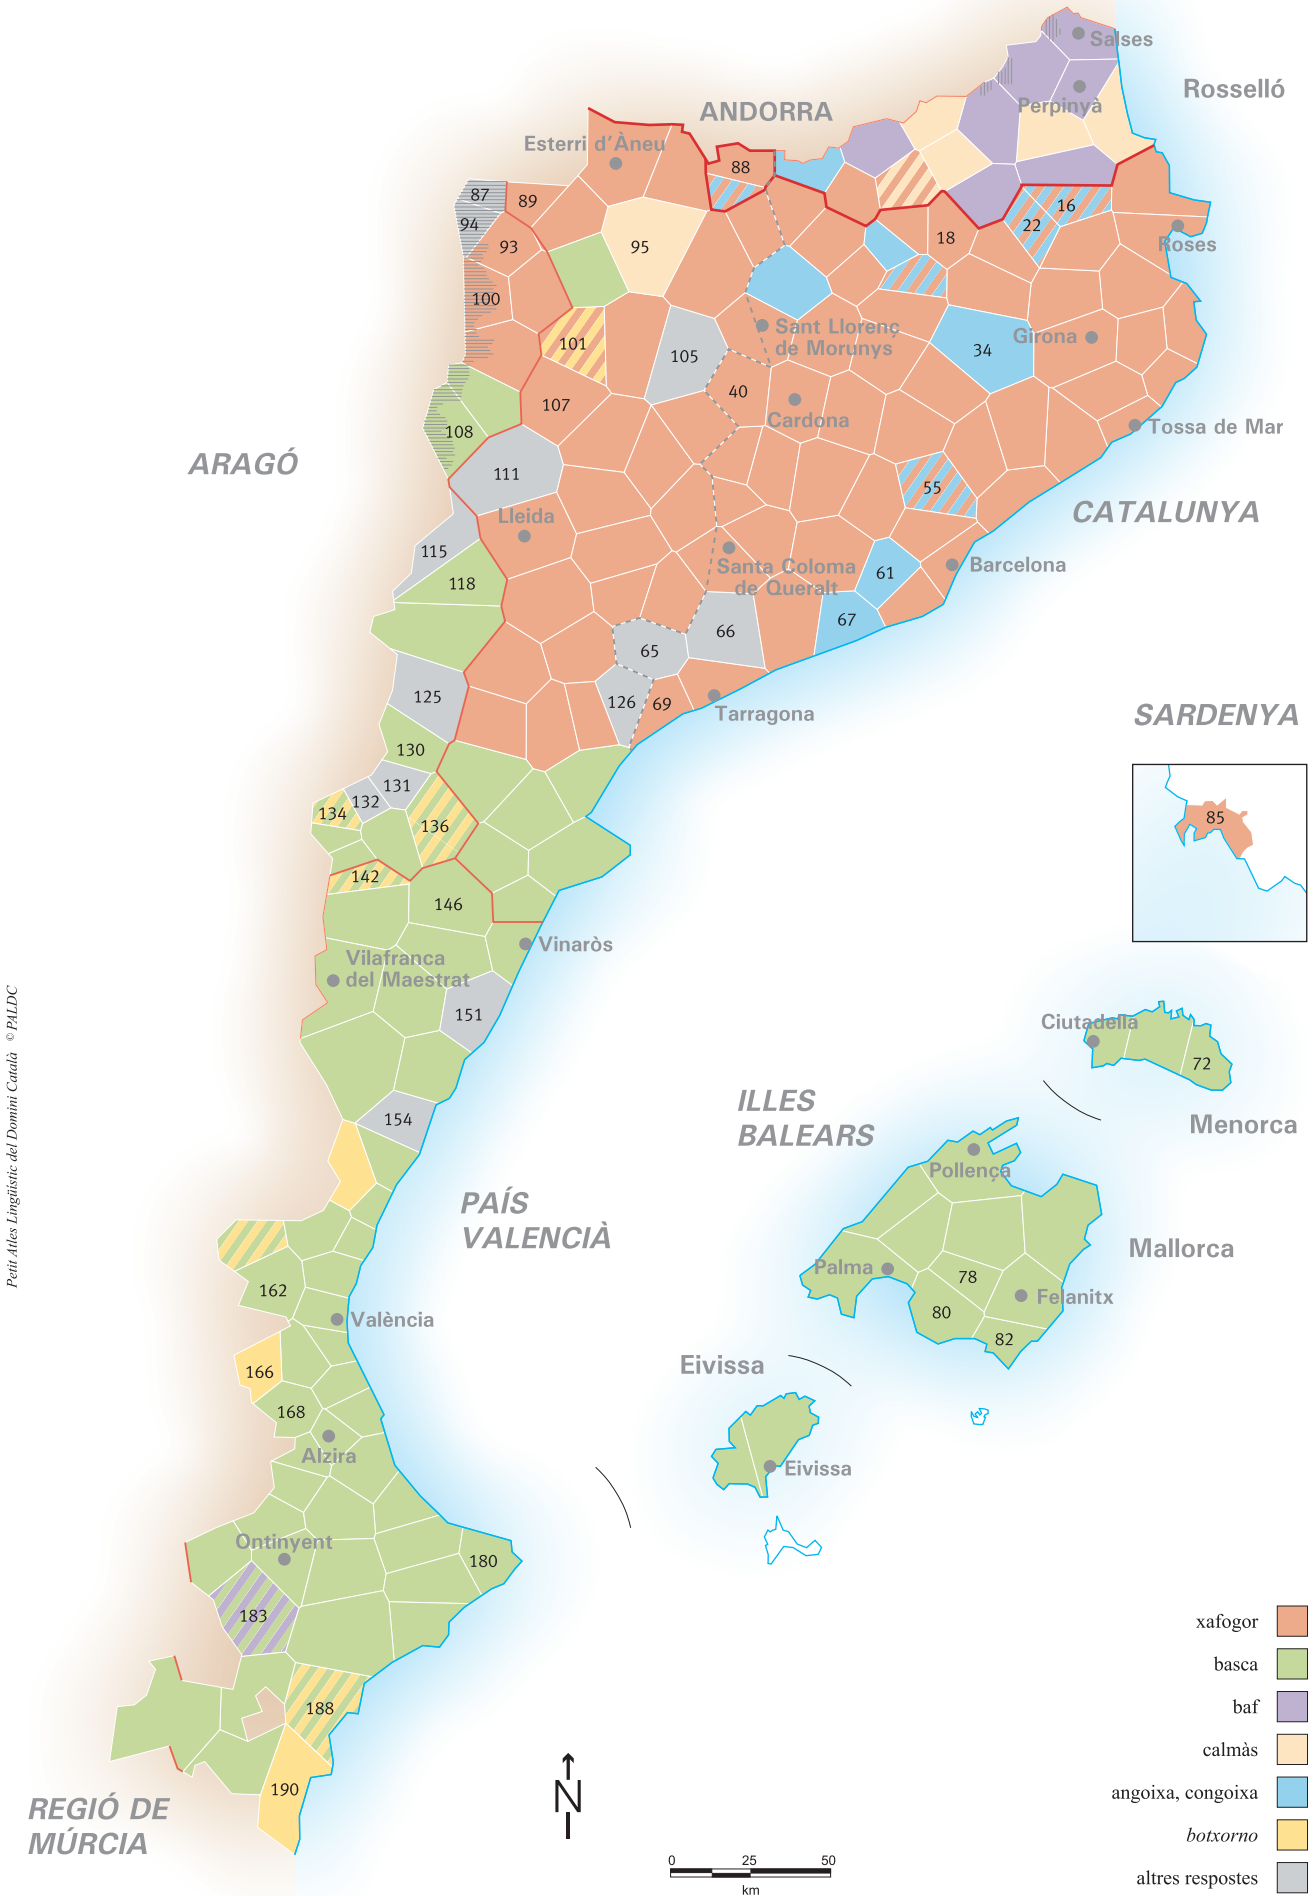 Salses
Rosselló
Perpinyà
ANDORRA
Esterri d'Àneu
88
87
89
16
94
22
93
95
18
Roses
100
Sant Llorenç
de Morunys
Girona
101
105
34
40
107
Cardona
Tossa de Mar
108
ARAGÓ
111
55
CATALUNYA
Lleida
115
Santa Coloma
de Queralt
Barcelona
118
61
67
66
65
125
126
69
Tarragona
SARDENYA
130
131
132
134
136
85
142
146
Vinaròs
Vilafranca
del Maestrat
151
Ciutadella
72
ILLES
BALEARS
154
Menorca
Pollença
PAÍS
VALENCIÀ
Mallorca
Palma
78
162
Felanitx
80
València
82
Eivissa
166
168
Alzira
Eivissa
Ontinyent
180
183
188
190
REGIÓ DE
MÚRCIA
N
0 25 50
km
xafogor
basca
baf
calmàs
angoixa, congoixa
botxorno
altres respostes
Petit Atles Lingüístic del Domini Català © PALDC